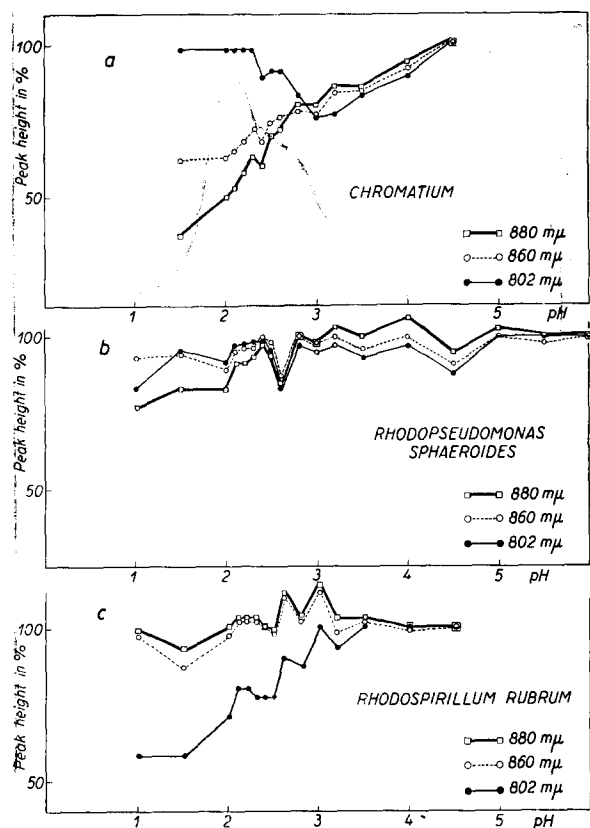 a
100
50
Peak height in %
CHROMATIUM
880 mµ
860 mµ
802 mµ
1 2 3 4 5 pH
b
100
50
Peak height in %
RHODOPSEUDOMONAS
SPHAEROIDES
880 mµ
860 mµ
802 mµ
1 2 3 4 5 pH
c
100
50
Peak height in %
RHODOSPIRILLUM RUBRUM
880 mµ
860 mµ
802 mµ
1 2 3 4 5 pH